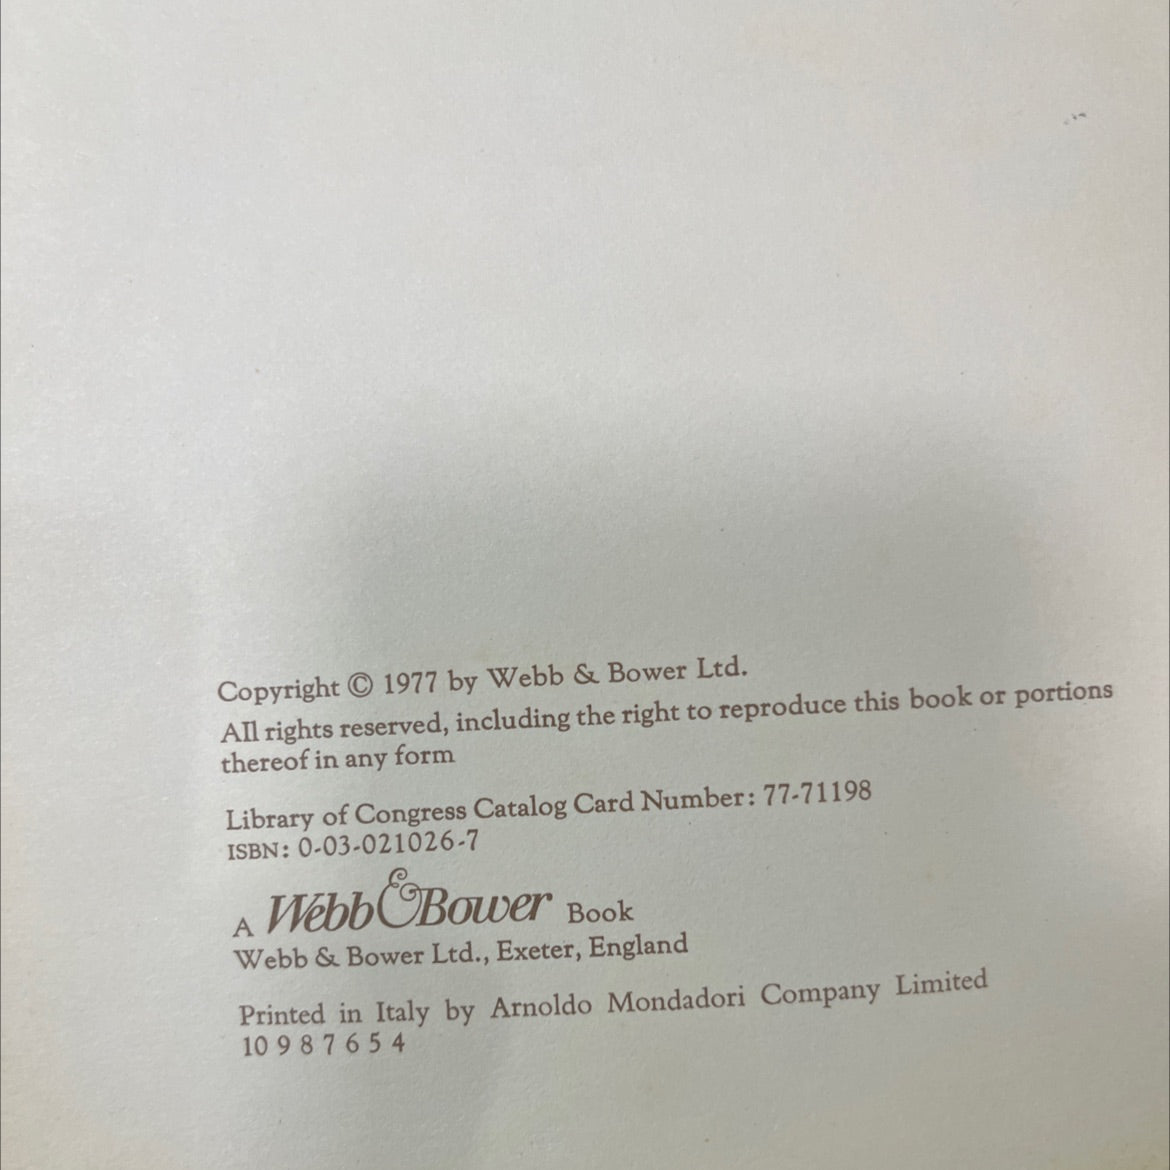 Copyright © 1977 by Webb & Bower Ltd.
All rights reserved, including the right to reproduce this book or portions
thereof in any form
Library of Congress Catalog Card Number: 77-71198
ISBN: 0-03-021026-7
A Webb & Bower Book
Webb & Bower Ltd., Exeter, England
Printed in Italy by Arnoldo Mondadori Company Limited
10 9 8 7 6 5 4